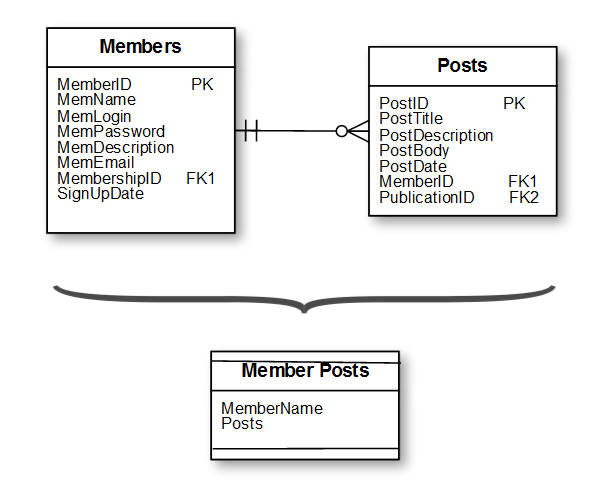 Members
MemberID PK
MemName
MemLogin
MemPassword
MemDescription
MemEmail
MembershipID FK1
SignUpDate
Posts
PostID PK
PostTitle
PostDescription
PostBody
PostDate
MemberID FK1
PublicationID FK2
Member Posts
MemberName
Posts